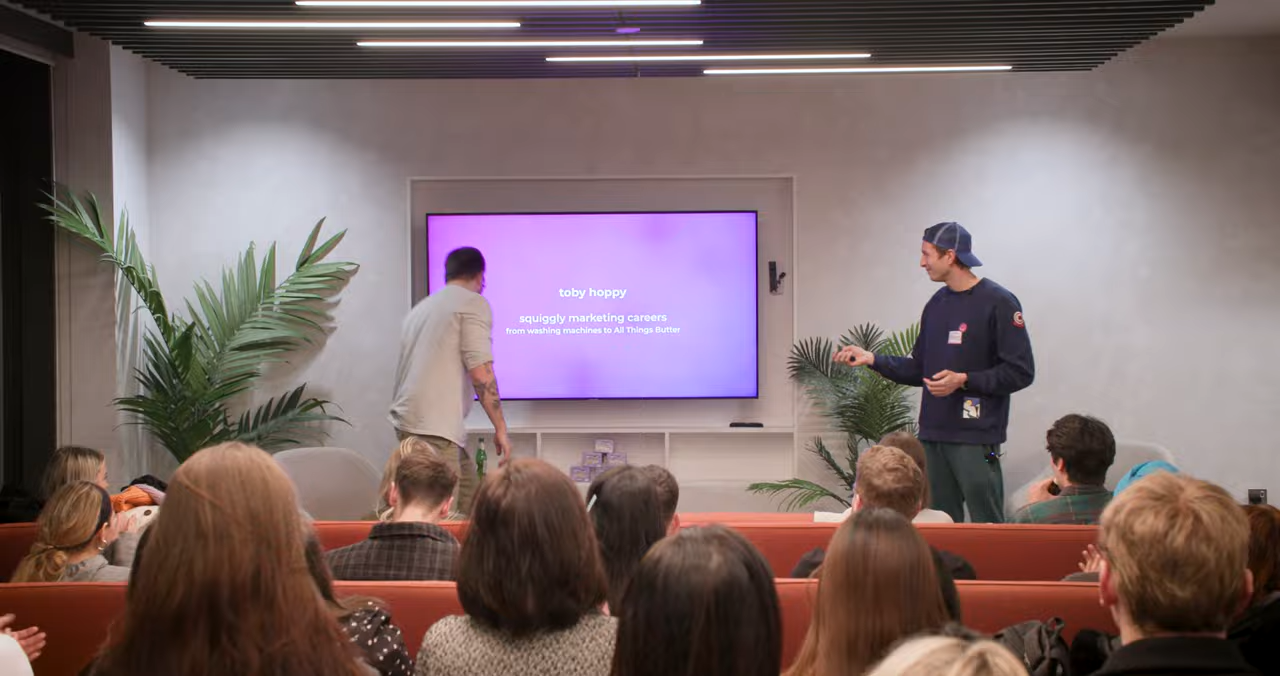 toby hoppy
squiggly marketing careers
from washing machines to All Things Butter